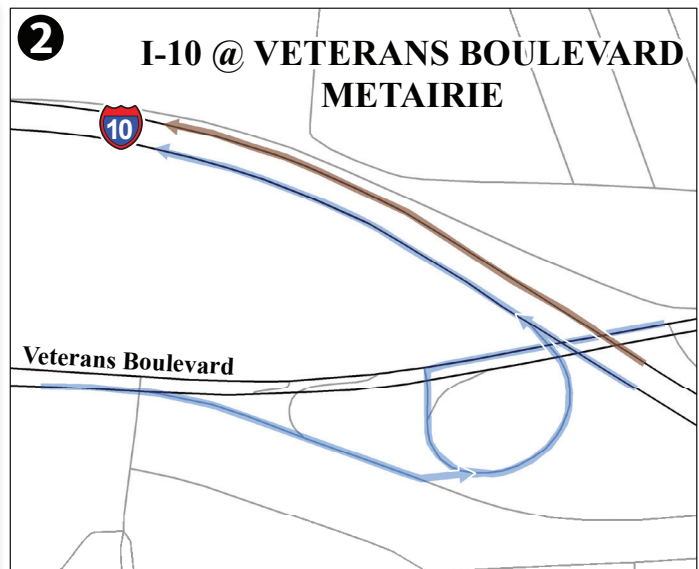 2
I-10 @ VETERANS BOULEVARD
METAIRIE
10
Veterans Boulevard